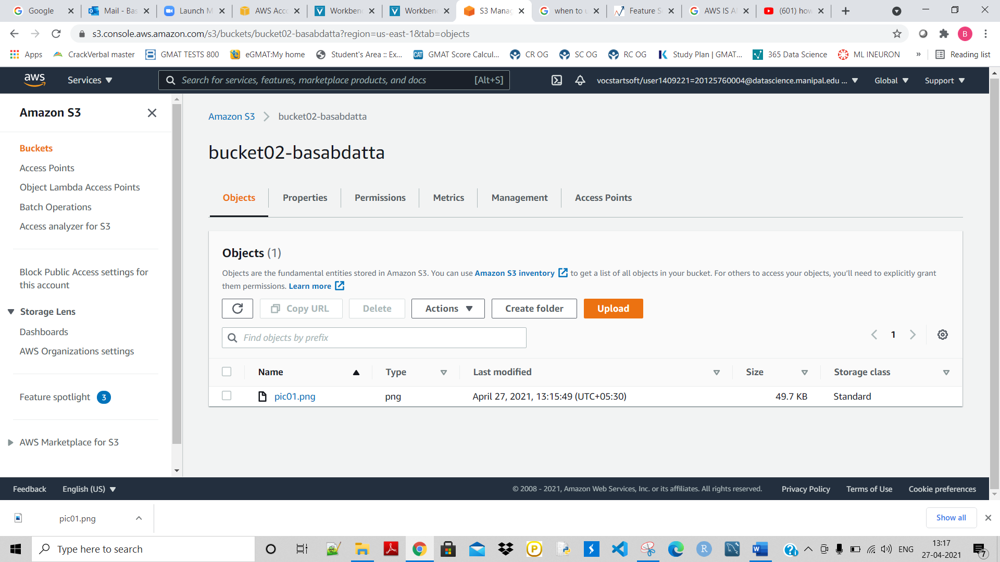 Google
Mail - Bas
Launch M
AWS Acco
Workbenc
Workbenc
S3 Manag
when to u
Feature S
AWS IS A
(601) how
s3.console.aws.amazon.com/s3/buckets/bucket02-basabdatta?region=us-east-1&tab=objects
B
Apps
CrackVerbal master
GMAT TESTS 800
eGMAT:My home
Student's Area :: Ex...
CAT
GMAT Score Calcul...
CR OG
SC OG
RC OG
Study Plan | GMAT...
365 Data Science
ML INEURON
»
Reading list
aws
Services
Search for services, features, marketplace products, and docs
[Alt+S]
vocstartsoft/user1409221=20125760004@datascience.manipal.edu ...
Global
Support
Amazon S3
Buckets
Access Points
Object Lambda Access Points
Batch Operations
Access analyzer for S3
Block Public Access settings for
this account
Storage Lens
Dashboards
AWS Organizations settings
Feature spotlight 3
AWS Marketplace for S3
Amazon S3
bucket02-basabdatta
bucket02-basabdatta
Objects
Properties
Permissions
Metrics
Management
Access Points
Objects (1)
Objects are the fundamental entities stored in Amazon S3. You can use Amazon S3 inventory to get a list of all objects in your bucket. For others to access your objects, you'll need to explicitly grant
them permissions. Learn more
Copy URL
Delete
Actions
Create folder
Upload
Find objects by prefix
1
Name
Type
Last modified
Size
Storage class
pic01.png
png
April 27, 2021, 13:15:49 (UTC+05:30)
49.7 KB
Standard
Feedback
English (US)
© 2008 - 2021, Amazon Web Services, Inc. or its affiliates. All rights reserved.
Privacy Policy
Terms of Use
Cookie preferences
pic01.png
Show all
Type here to search
ENG
13:17
27-04-2021
7